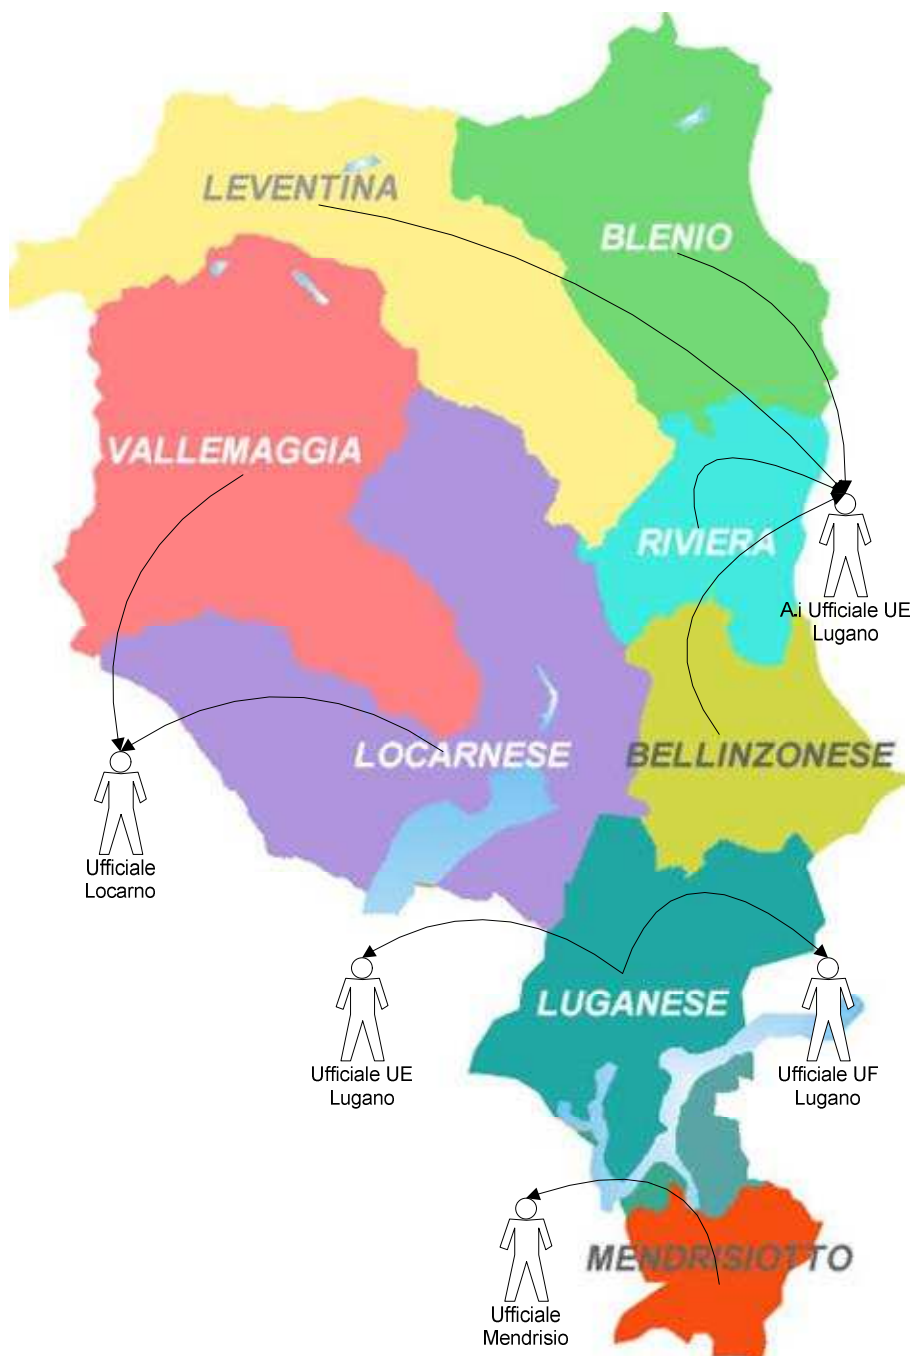 LEVENTINA
BLENIO
VALLEMAGGIA
RIVIERA
A.i Ufficiale UE
Lugano
LOCARNESE
BELLINZONESE
Ufficiale
Locarno
LUGANESE
Ufficiale UE
Lugano
Ufficiale UF
Lugano
MENDRISIOTTO
Ufficiale
Mendrisio